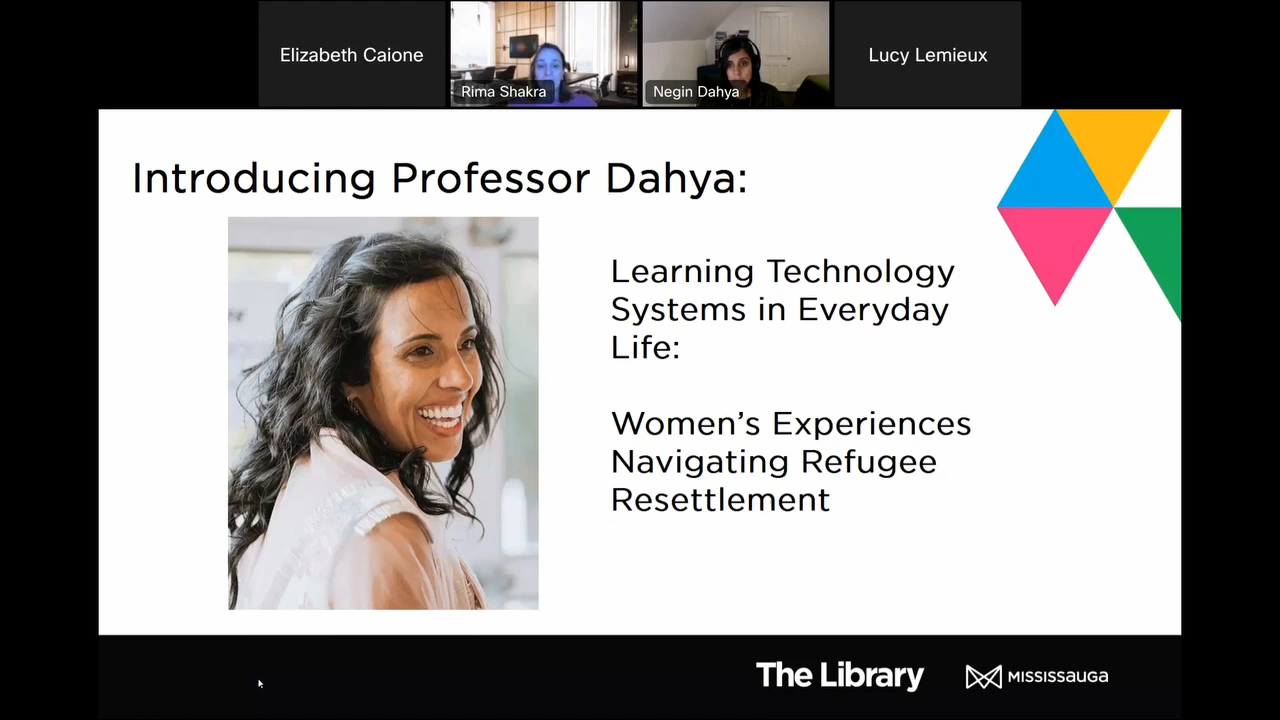 Elizabeth Caione
Rima Shakra
Negin Dahya
Lucy Lemieux
Introducing Professor Dahya:
Learning Technology
Systems in Everyday
Life:
Women’s Experiences
Navigating Refugee
Resettlement
The Library
MISSISSAUGA